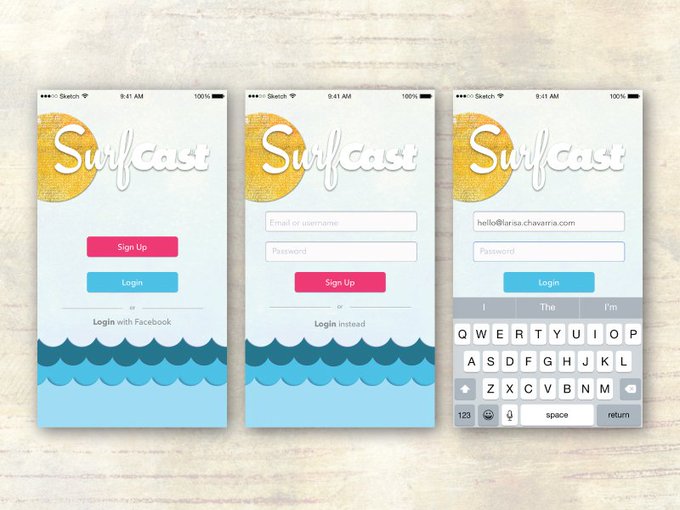 ●●●○○ Sketch 9:41 AM 100%
Surfcast
Sign Up
Login
or
Login with Facebook
●●●○○ Sketch 9:41 AM 100%
Surfcast
Email or username
Password
Sign Up
or
Login instead
●●●○○ Sketch 9:41 AM 100%
Surfcast
hello@larisa.chavarria.com
Password
Login
I The I'm
Q W E R T Y U I O P
A S D F G H J K L
Z X C V B N M
123 space return